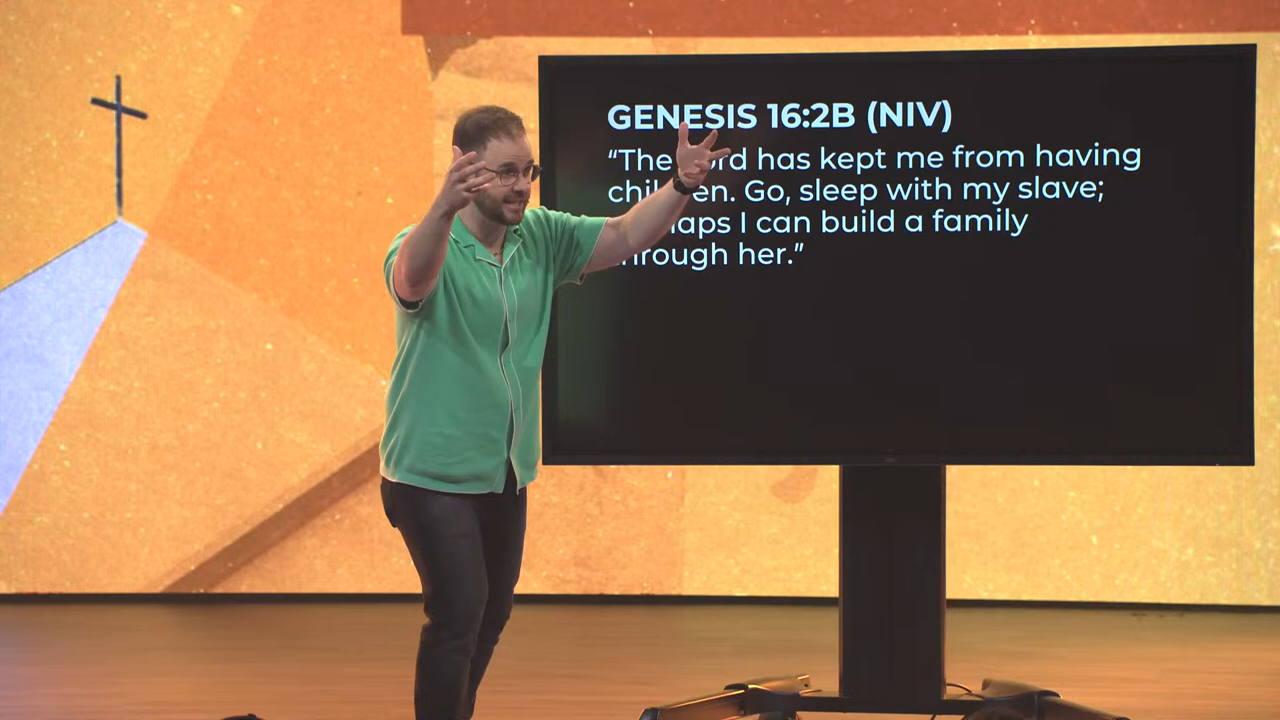 GENESIS 16:2B (NIV)
“The has kept me from having
Go, sleep with my slave;
I can build a family
her.”